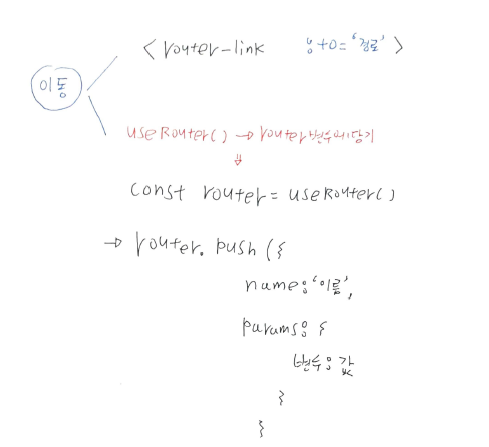 <router-link :to='경로'>
이동
useRouter() → router변수에담기
⇓
const router = useRouter()
→ router.push({
name:'이름',
params: {
변수: 값
}
}